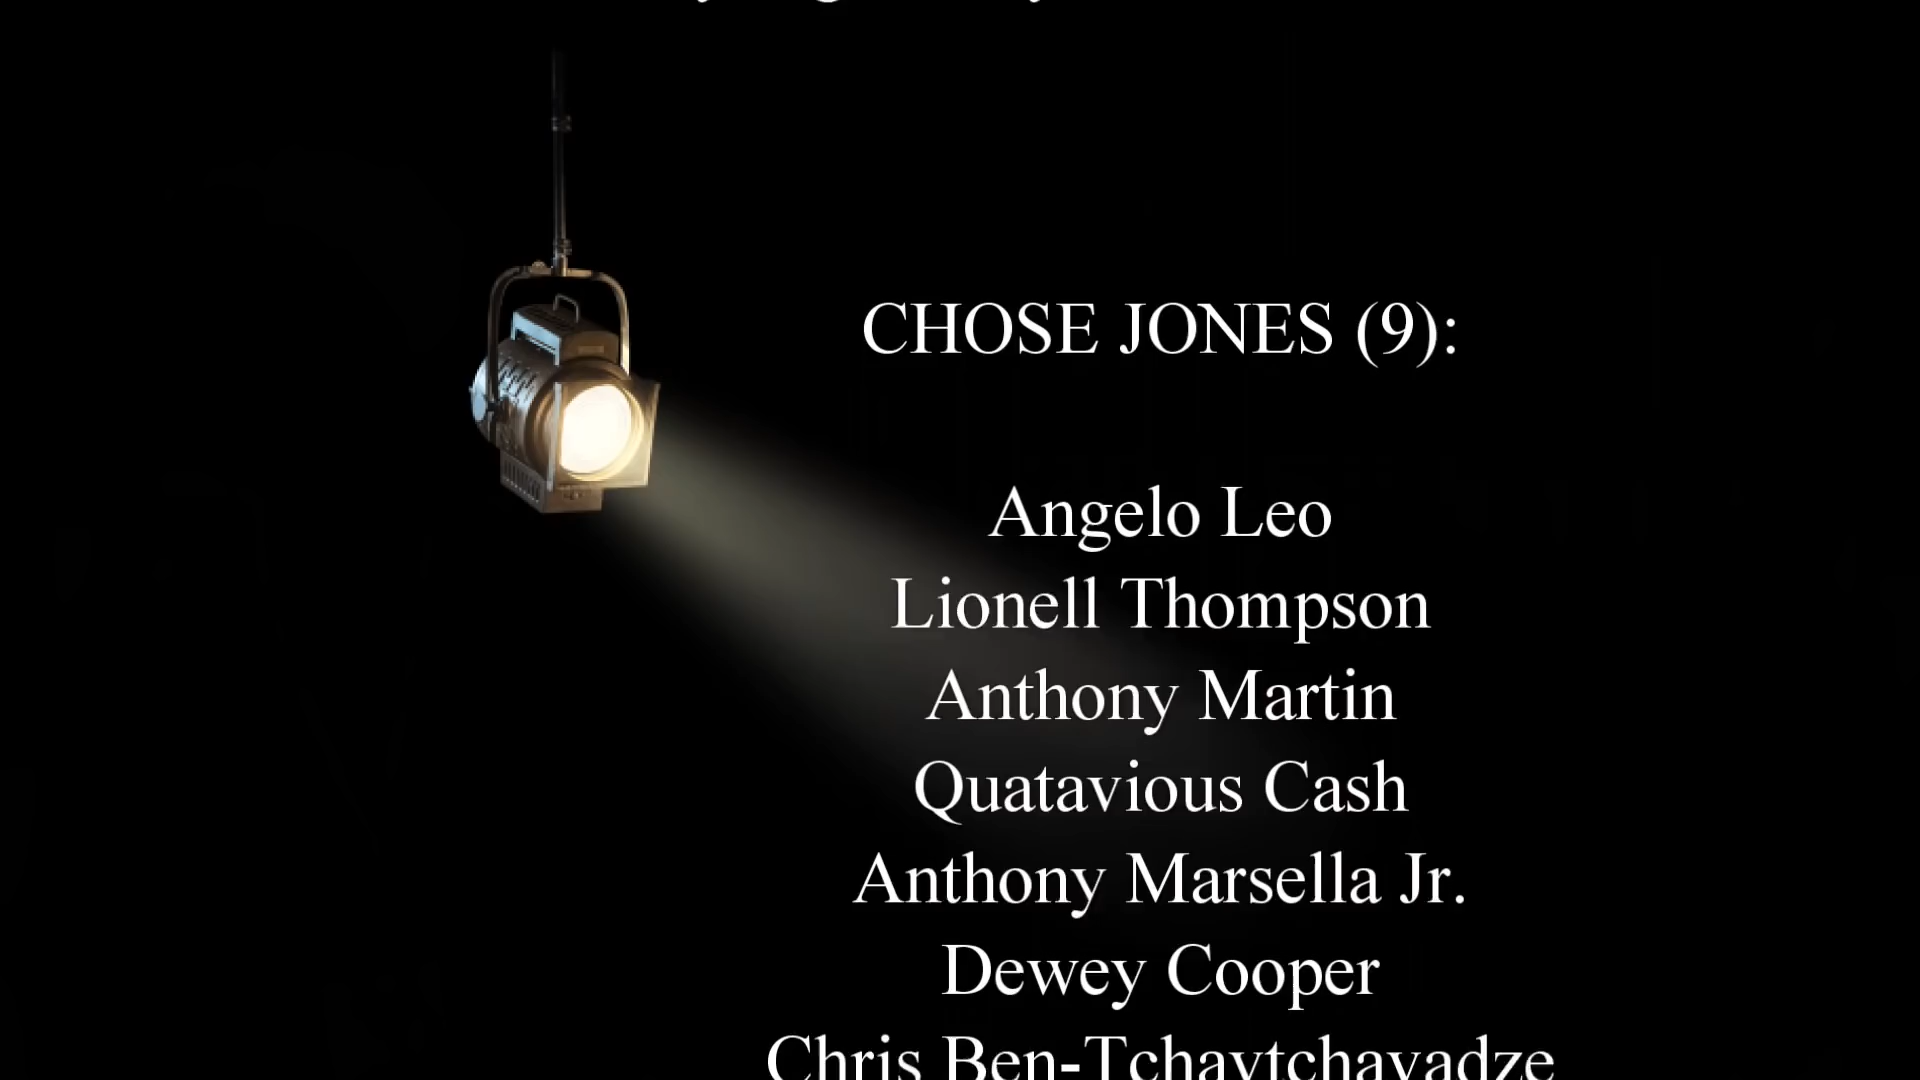 CHOSE JONES (9):
Angelo Leo
Lionell Thompson
Anthony Martin
Quatavious Cash
Anthony Marsella Jr.
Dewey Cooper
Chris Ben-Tchavtchavadze